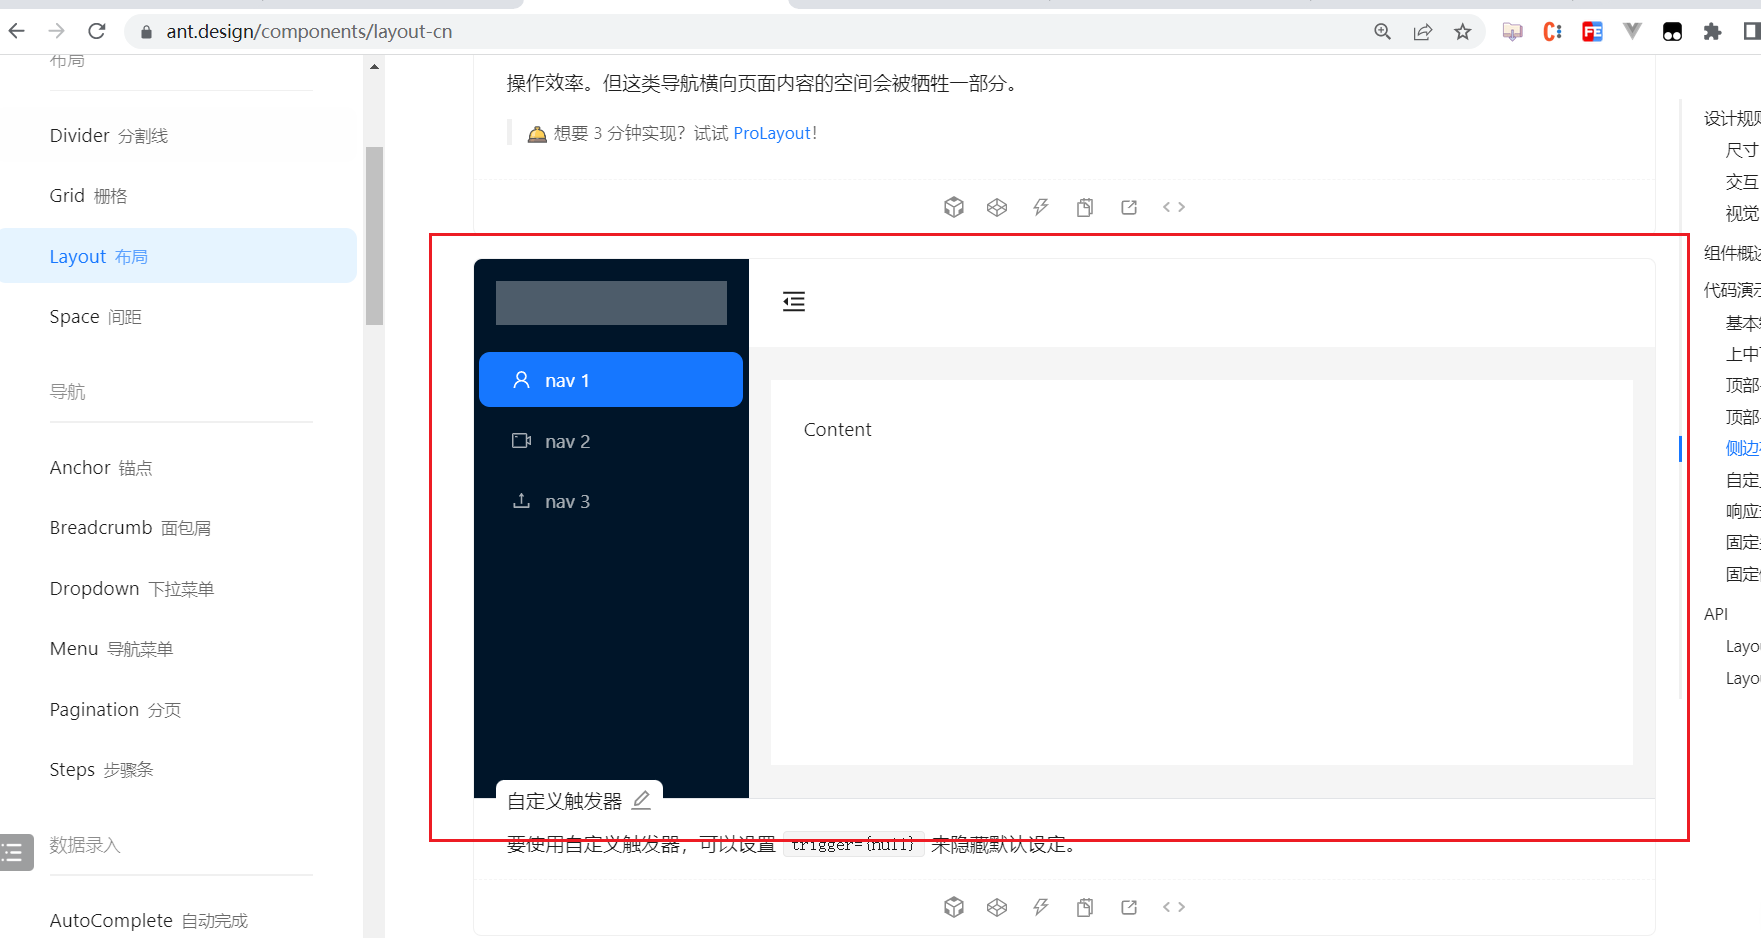 ant.design/components/layout-cn
布局
Divider 分割线
Grid 栅格
Layout 布局
Space 间距
导航
Anchor 锚点
Breadcrumb 面包屑
Dropdown 下拉菜单
Menu 导航菜单
Pagination 分页
Steps 步骤条
数据录入
AutoComplete 自动完成
操作效率。但这类导航横向页面内容的空间会被牺牲一部分。
想要 3 分钟实现？试试 ProLayout！
nav 1
nav 2
nav 3
Content
自定义触发器
要使用自定义触发器，可以设置 trigger={null} 来隐藏默认设定。
设计规则
尺寸
交互
视觉
组件概述
代码演示
基本
上中
顶部
顶部
侧边
自定
响应
固定
固定
API
Layou
Layou